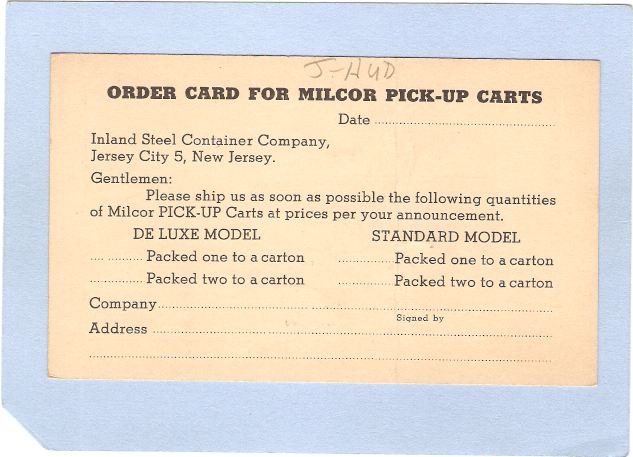 J-HUD
ORDER CARD FOR MILCOR PICK-UP CARTS
Date
Inland Steel Container Company,
Jersey City 5, New Jersey.
Gentlemen:
Please ship us as soon as possible the following quantities
of Milcor PICK-UP Carts at prices per your announcement.
DE LUXE MODEL STANDARD MODEL
Packed one to a carton Packed one to a carton
Packed two to a carton Packed two to a carton
Company
Signed by
Address